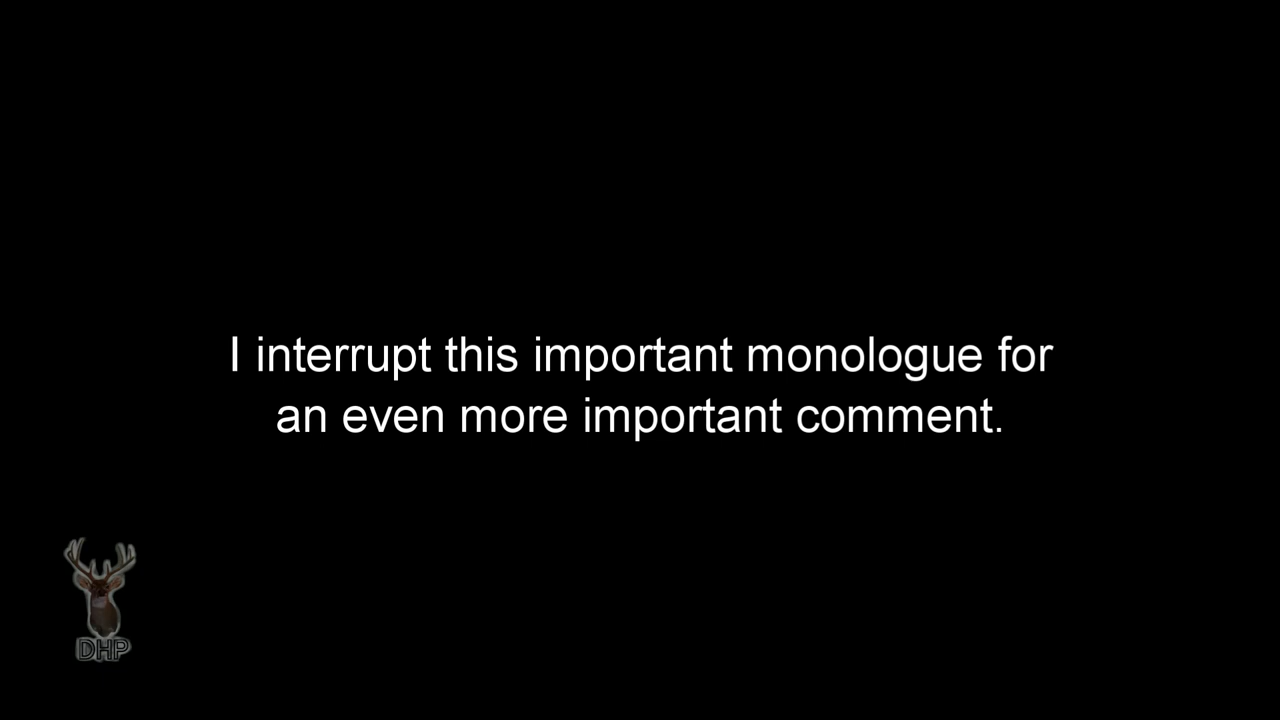 I interrupt this important monologue for
an even more important comment.
DHP